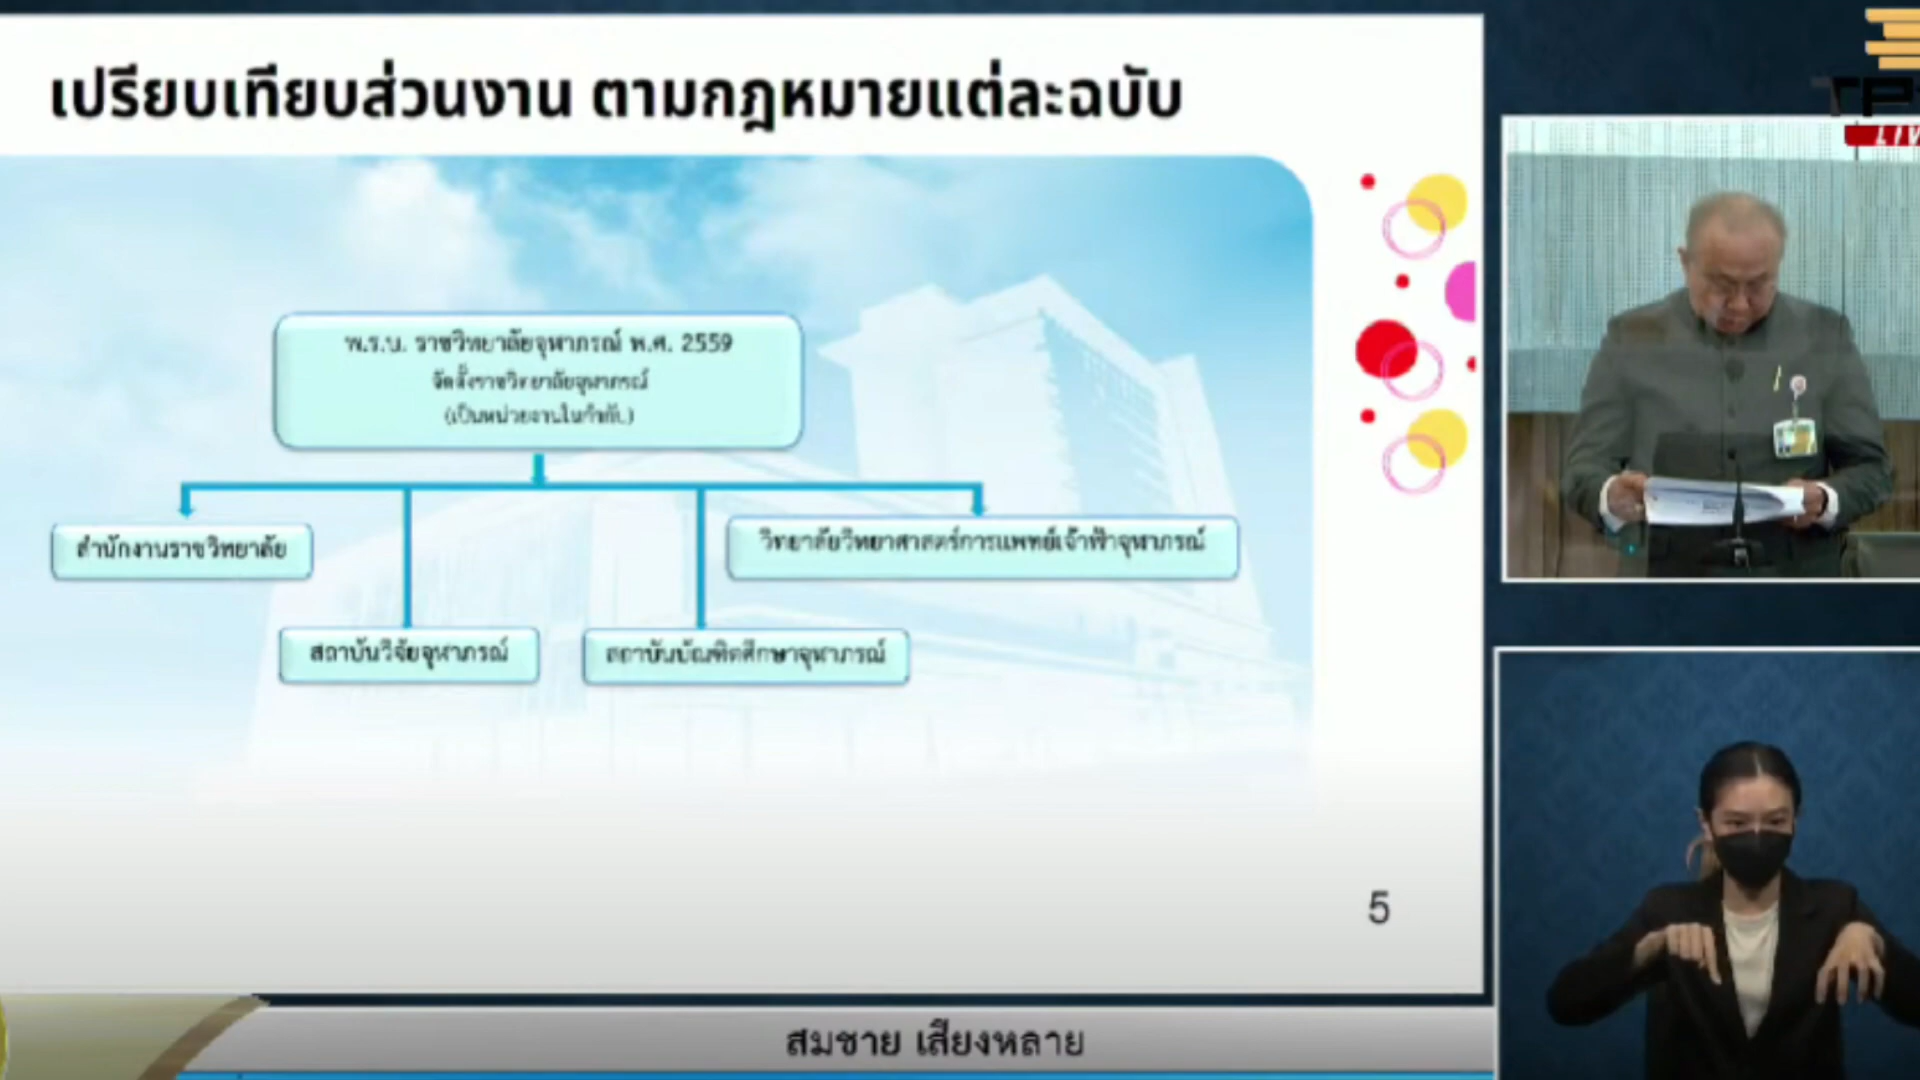 เปรียบเทียบส่วนงาน ตามกฎหมายแต่ละฉบับ
LIV
พ.ร.บ. ราชวิทยาลัยจุฬาภรณ์ พ.ศ. 2559
จัดตั้งราชวิทยาลัยจุฬาภรณ์
(เป็นหน่วยงานในกำกับ)
สำนักงานราชวิทยาลัย
วิทยาลัยวิทยาศาสตร์การแพทย์เจ้าฟ้าจุฬาภรณ์
สถาบันวิจัยจุฬาภรณ์
สถาบันบัณฑิตศึกษาจุฬาภรณ์
5
สมชาย เสียงหลาย